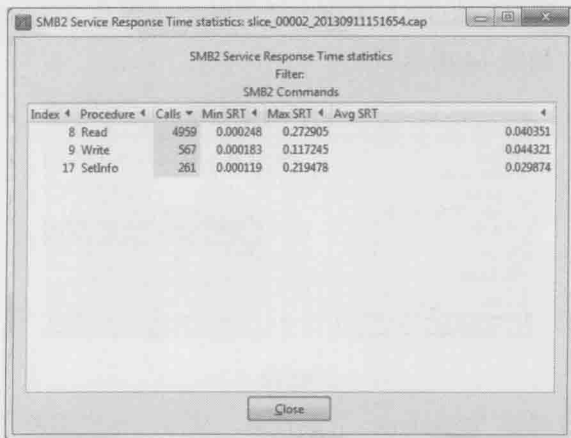 SMB2 Service Response Time statistics: slice_00002_20130911151654.cap
SMB2 Service Response Time statistics
Filter:
SMB2 Commands
Index Procedure Calls Min SRT Max SRT Avg SRT
8 Read 4959 0.000248 0.272905 0.040351
9 Write 567 0.000183 0.117245 0.044321
17 SetInfo 261 0.000119 0.219478 0.029874
Close